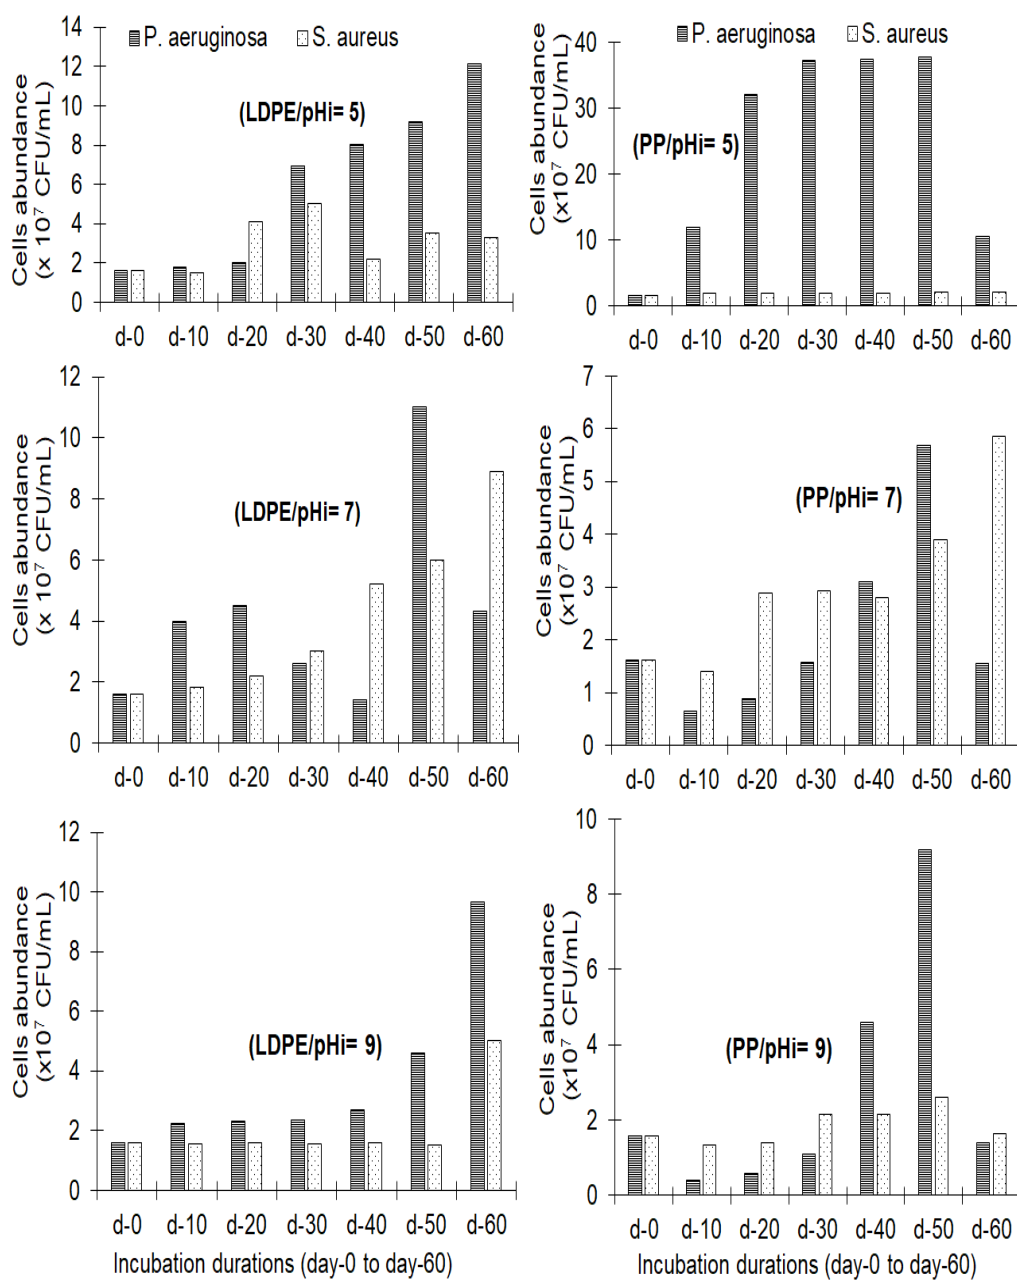 P. aeruginosa S. aureus
14
12
10
8
6
4
2
0
Cells abundance
(x 10⁷ CFU/mL)
(LDPE/pHi= 5)
d-0 d-10 d-20 d-30 d-40 d-50 d-60
P. aeruginosa S. aureus
40
30
20
10
0
Cells abundance
(x10⁷ CFU/mL)
(PP/pHi= 5)
d-0 d-10 d-20 d-30 d-40 d-50 d-60
12
10
8
6
4
2
0
Cells abundance
(x 10⁷ CFU/mL)
(LDPE/pHi= 7)
d-0 d-10 d-20 d-30 d-40 d-50 d-60
7
6
5
4
3
2
1
0
Cells abundance
(x10⁷ CFU/mL)
(PP/pHi= 7)
d-0 d-10 d-20 d-30 d-40 d-50 d-60
12
10
8
6
4
2
0
Cells abundance
(x10⁷ CFU/mL)
(LDPE/pHi= 9)
d-0 d-10 d-20 d-30 d-40 d-50 d-60
Incubation durations (day-0 to day-60)
10
8
6
4
2
0
Cells abundance
(x10⁷ CFU/mL)
(PP/pHi= 9)
d-0 d-10 d-20 d-30 d-40 d-50 d-60
Incubation durations (day-0 to day-60)